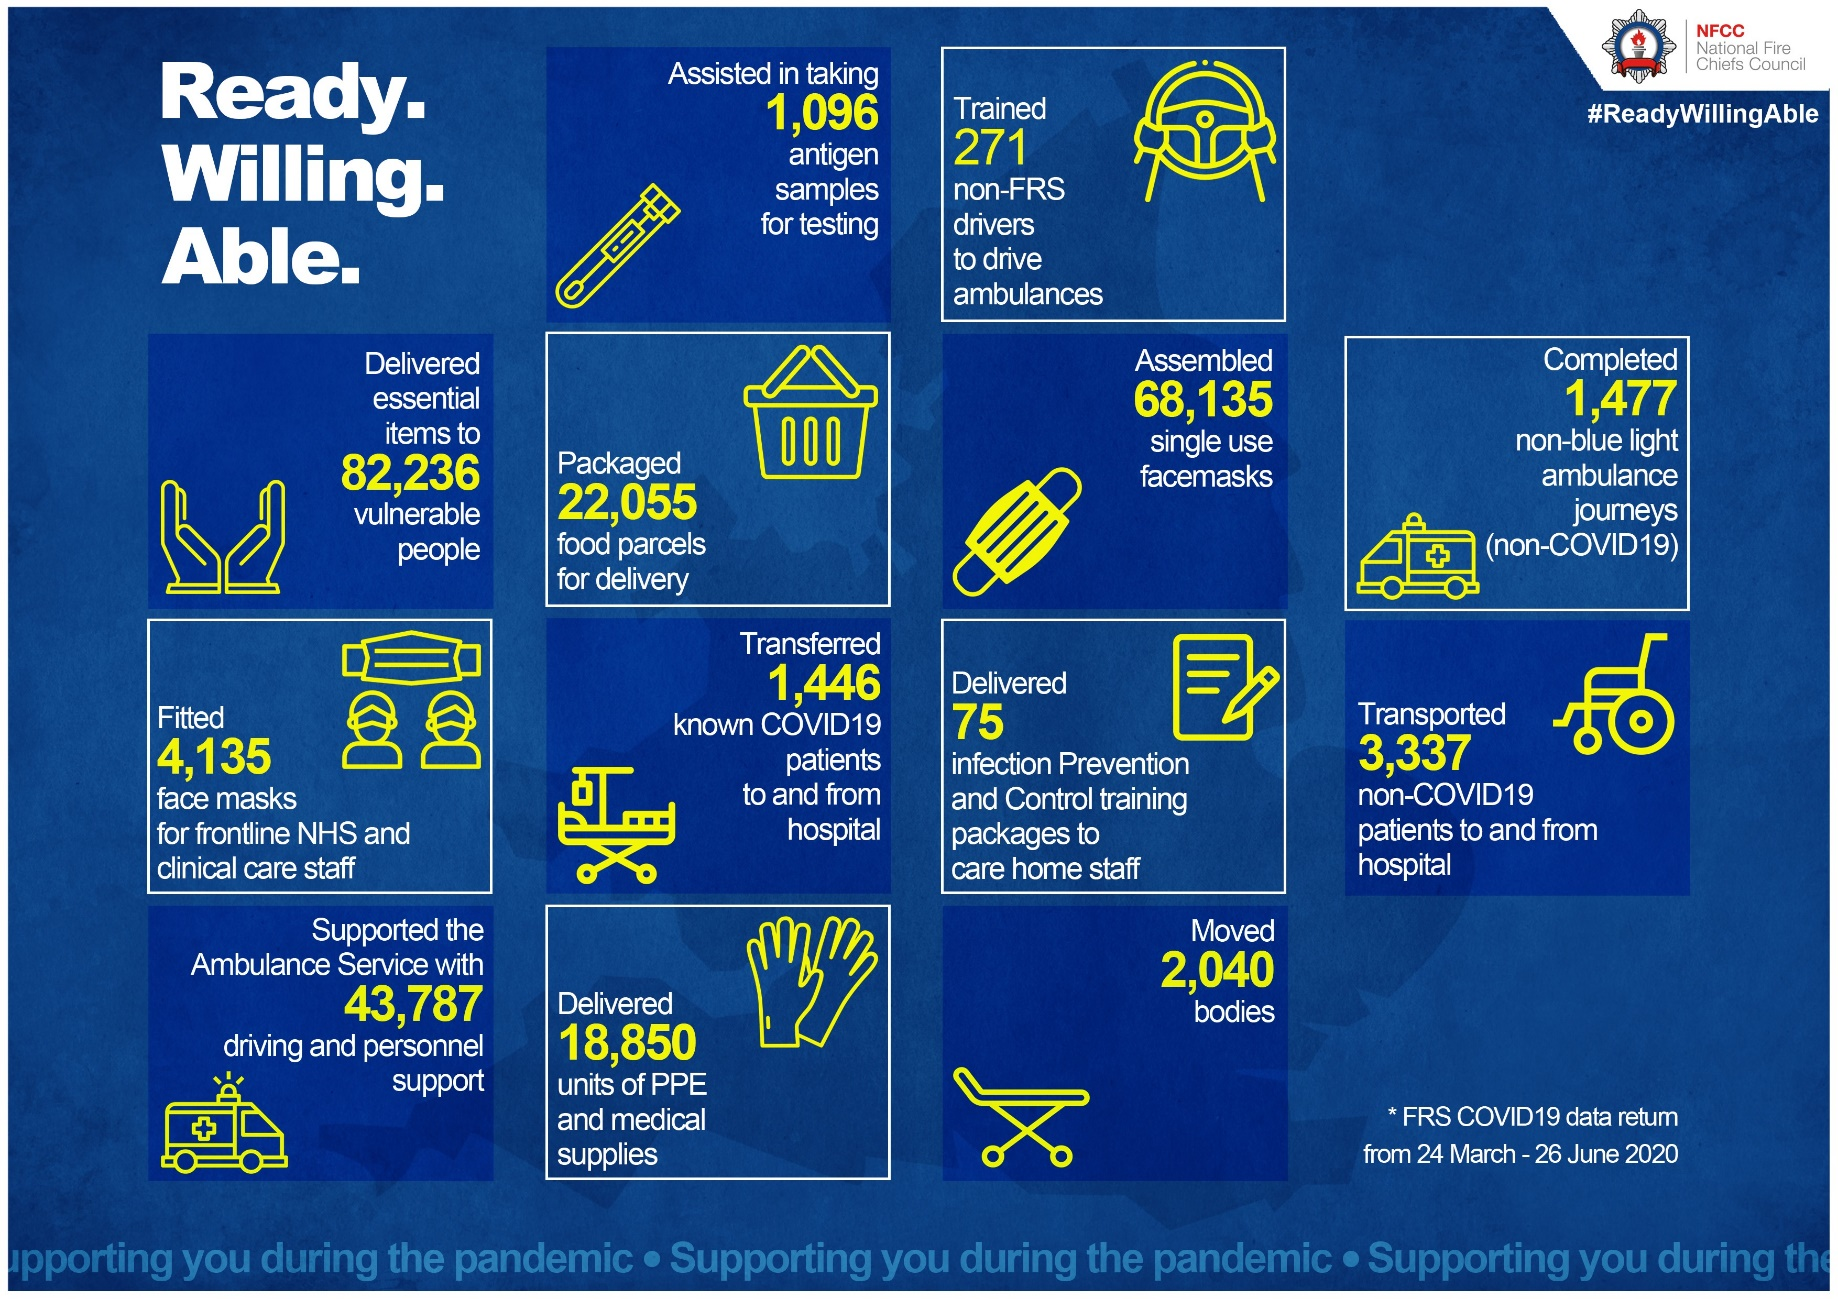 Ready.
Willing.
Able.
Assisted in taking
1,096
antigen
samples
for testing
Trained
271
non-FRS
drivers
to drive
ambulances
NFCC
National Fire
Chiefs Council
#ReadyWillingAble
Delivered
essential
items to
82,236
vulnerable
people
Packaged
22,055
food parcels
for delivery
Assembled
68,135
single use
facemasks
Completed
1,477
non-blue light
ambulance
journeys
(non-COVID19)
Fitted
4,135
face masks
for frontline NHS and
clinical care staff
Transferred
1,446
known COVID19
patients
to and from
hospital
Delivered
75
infection Prevention
and Control training
packages to
care home staff
Transported
3,337
non-COVID19
patients to and from
hospital
Supported the
Ambulance Service with
43,787
driving and personnel
support
Delivered
18,850
units of PPE
and medical
supplies
Moved
2,040
bodies
* FRS COVID19 data return
from 24 March - 26 June 2020
upporting you during the pandemic • Supporting you during the pandemic • Supporting you during the